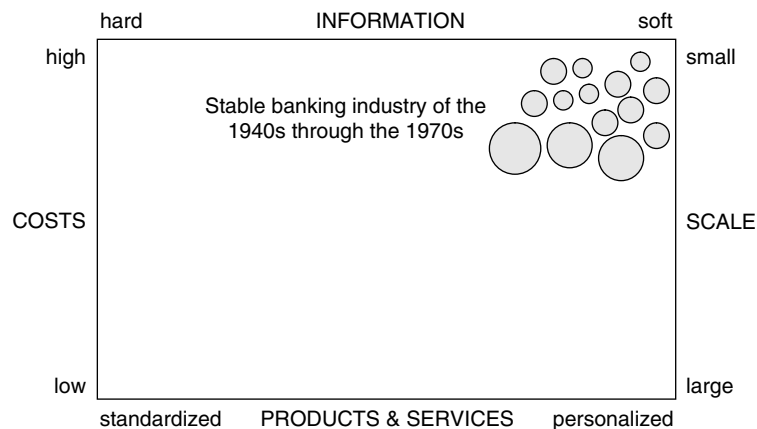 hard INFORMATION soft
high small
Stable banking industry of the
1940s through the 1970s
COSTS SCALE
low large
standardized PRODUCTS & SERVICES personalized